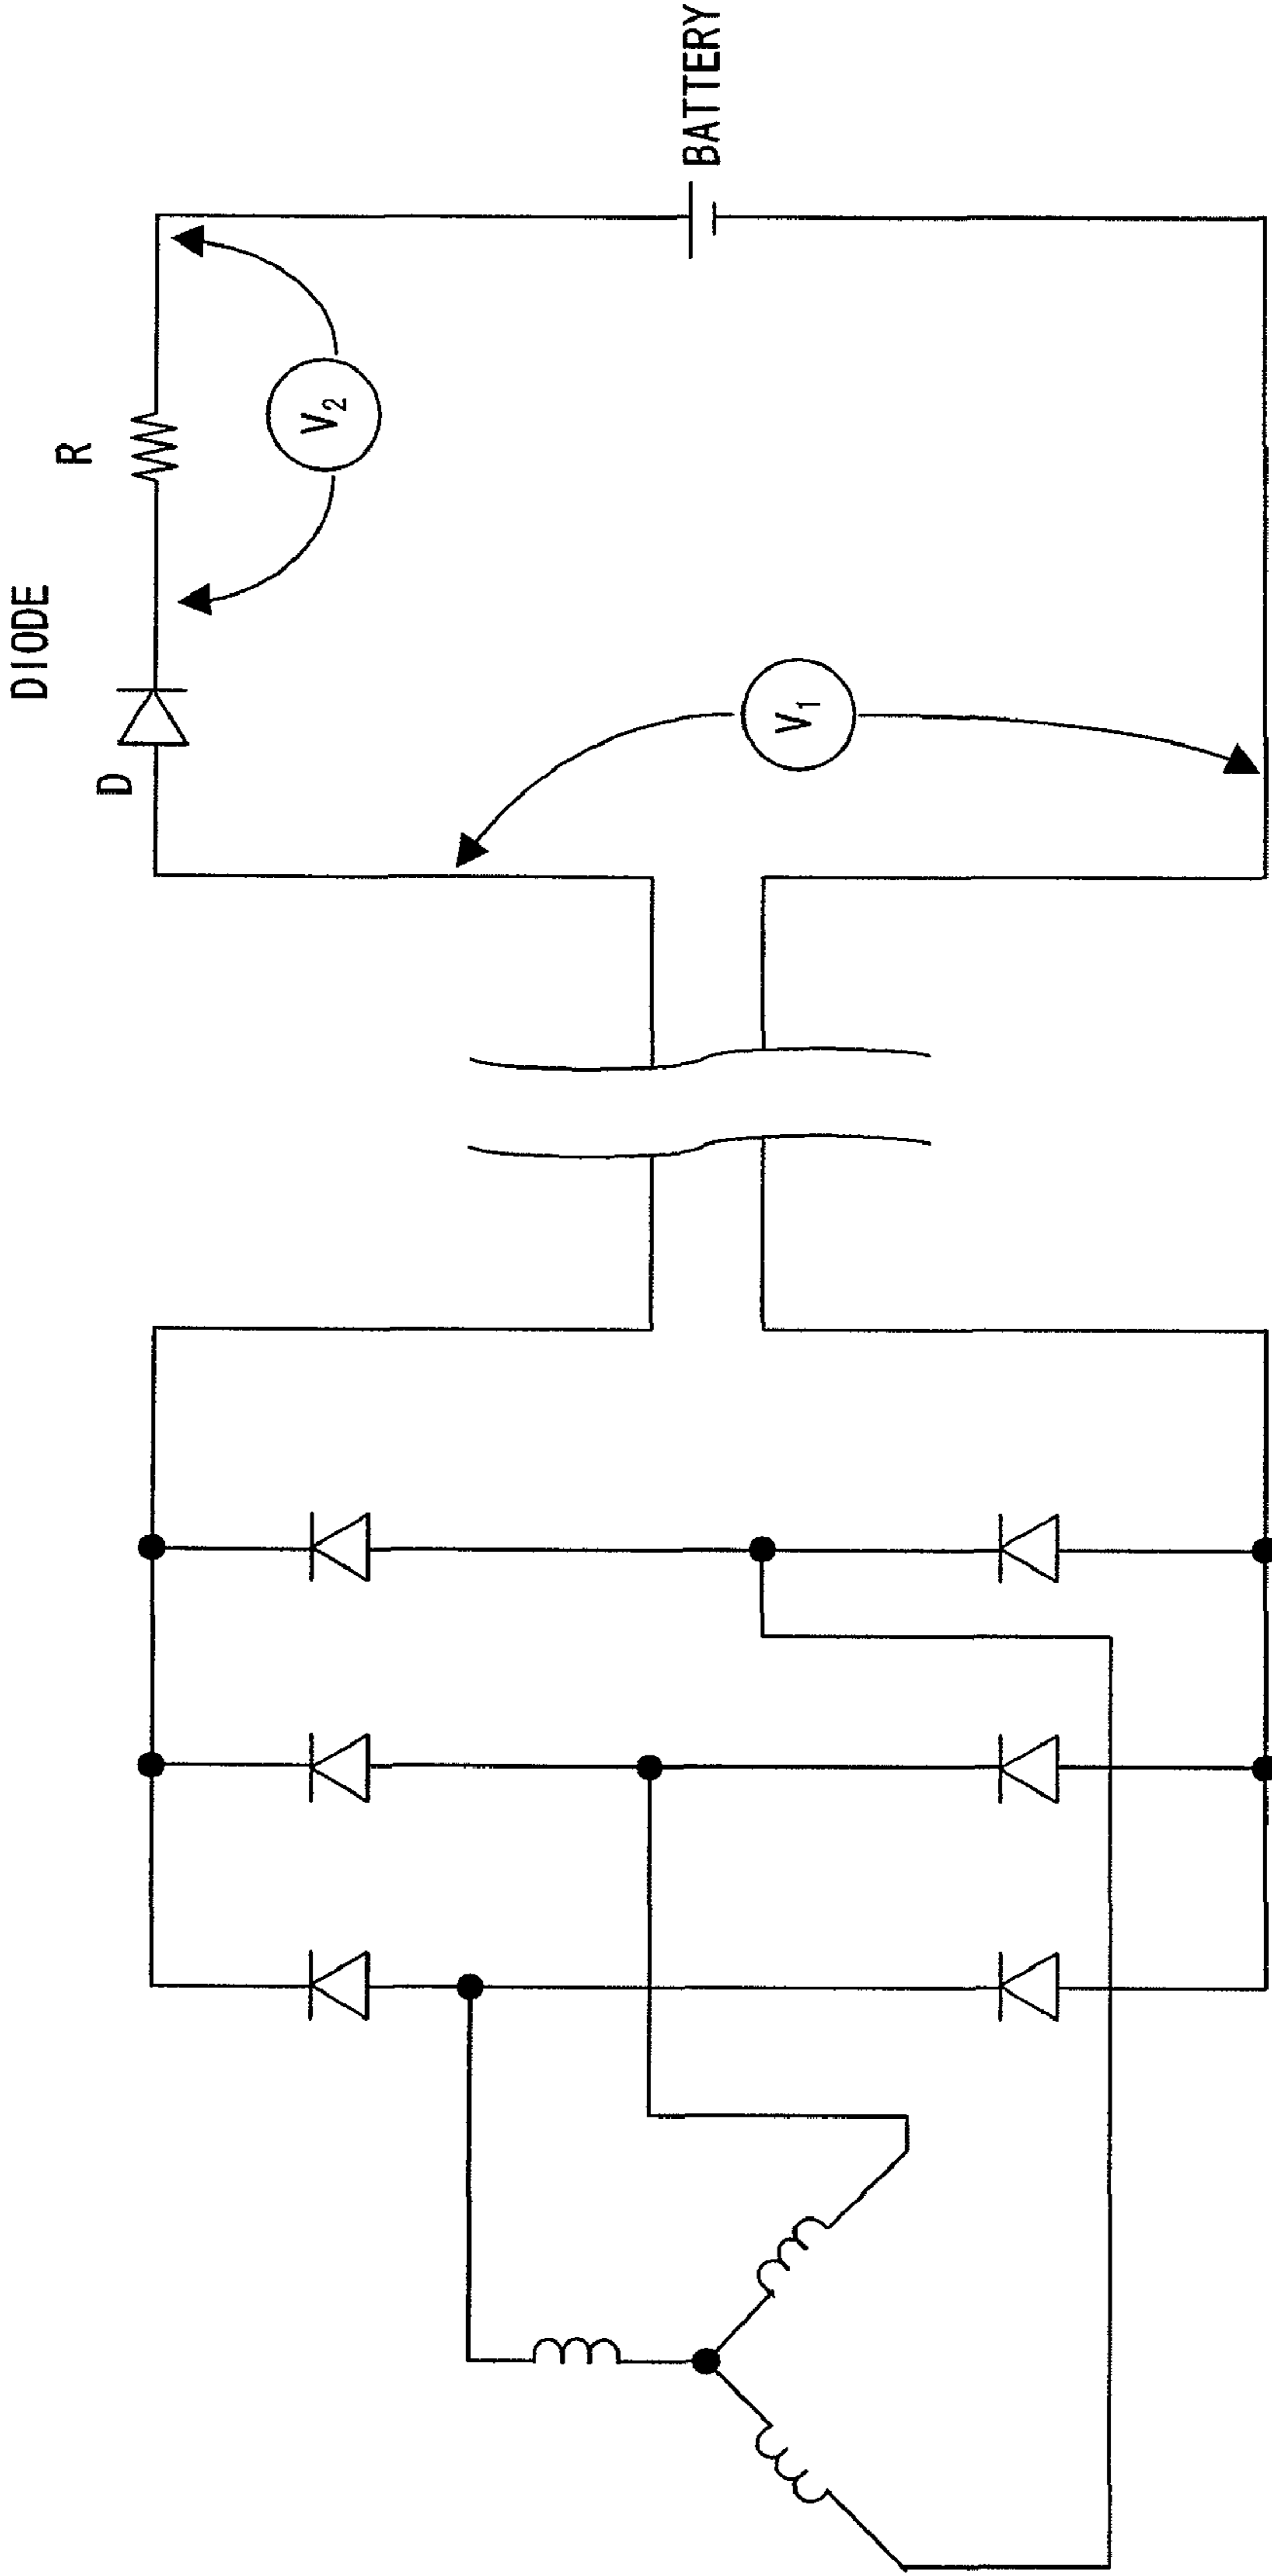 DIODE
D
R
V₂
V₁
BATTERY